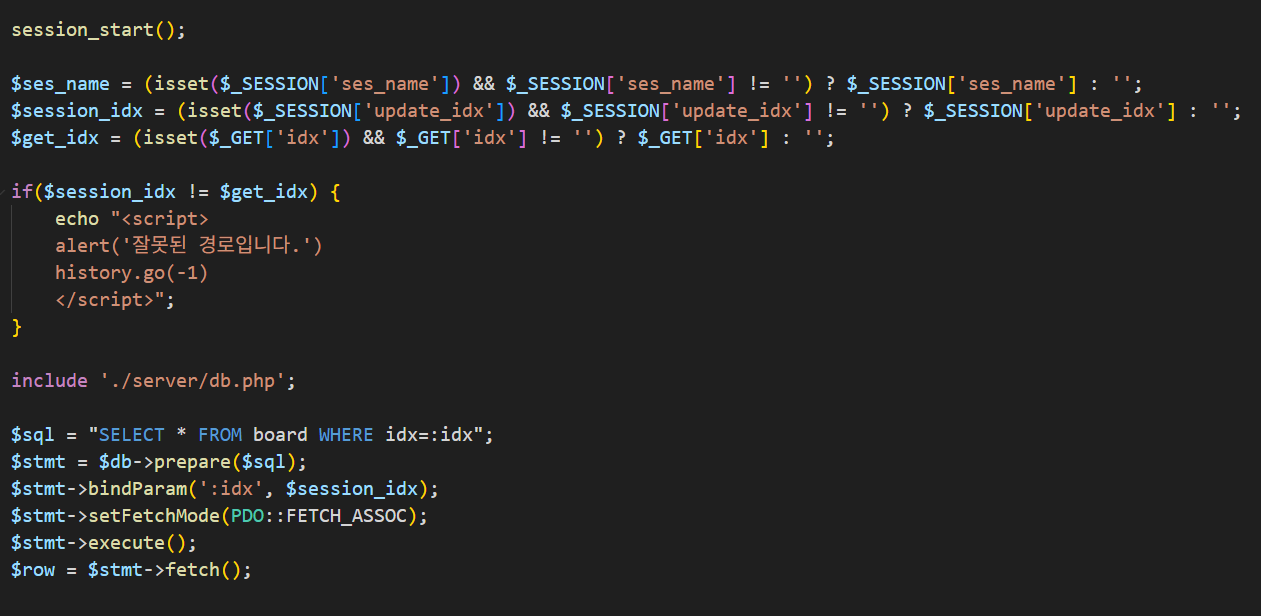 session_start();
$ses_name = (isset($_SESSION['ses_name']) && $_SESSION['ses_name'] != '') ? $_SESSION['ses_name'] : '';
$session_idx = (isset($_SESSION['update_idx']) && $_SESSION['update_idx'] != '') ? $_SESSION['update_idx'] : '';
$get_idx = (isset($_GET['idx']) && $_GET['idx'] != '') ? $_GET['idx'] : '';
if($session_idx != $get_idx) {
    echo "<script>
    alert('잘못된 경로입니다.')
    history.go(-1)
    </script>";
}
include './server/db.php';
$sql = "SELECT * FROM board WHERE idx=:idx";
$stmt = $db->prepare($sql);
$stmt->bindParam(':idx', $session_idx);
$stmt->setFetchMode(PDO::FETCH_ASSOC);
$stmt->execute();
$row = $stmt->fetch();